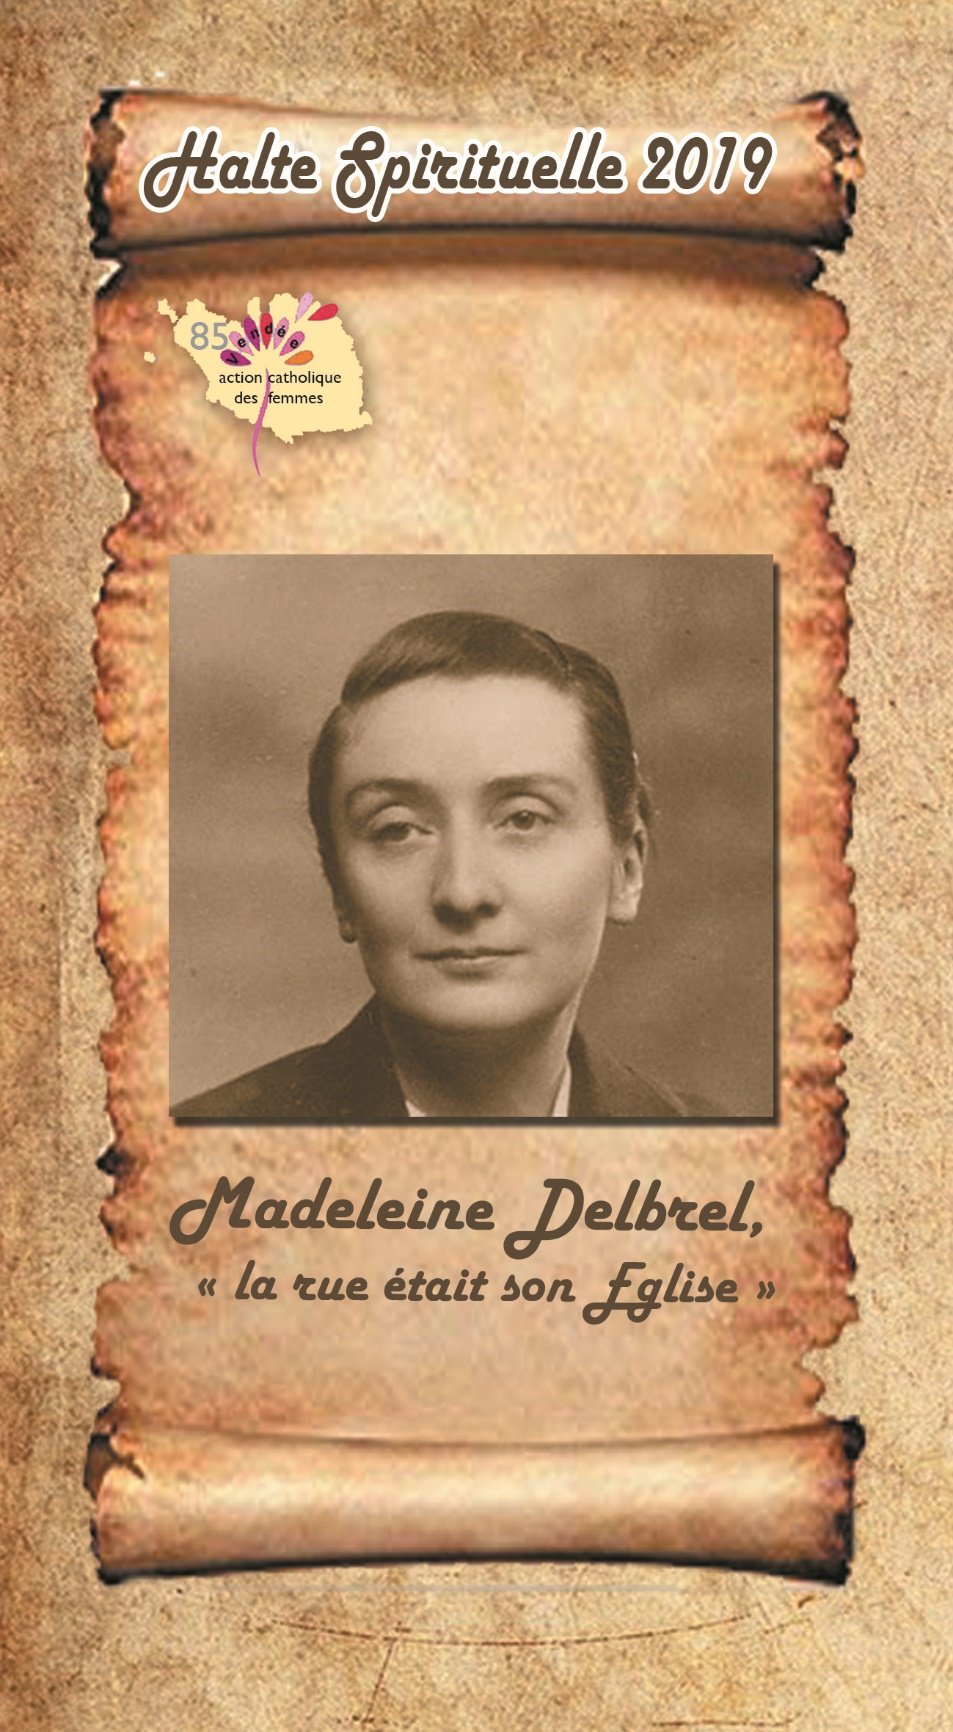 Halte Spirituelle 2019
85
Vendée
action catholique
des femmes
Madeleine Delbrel,
« la rue était son Eglise »